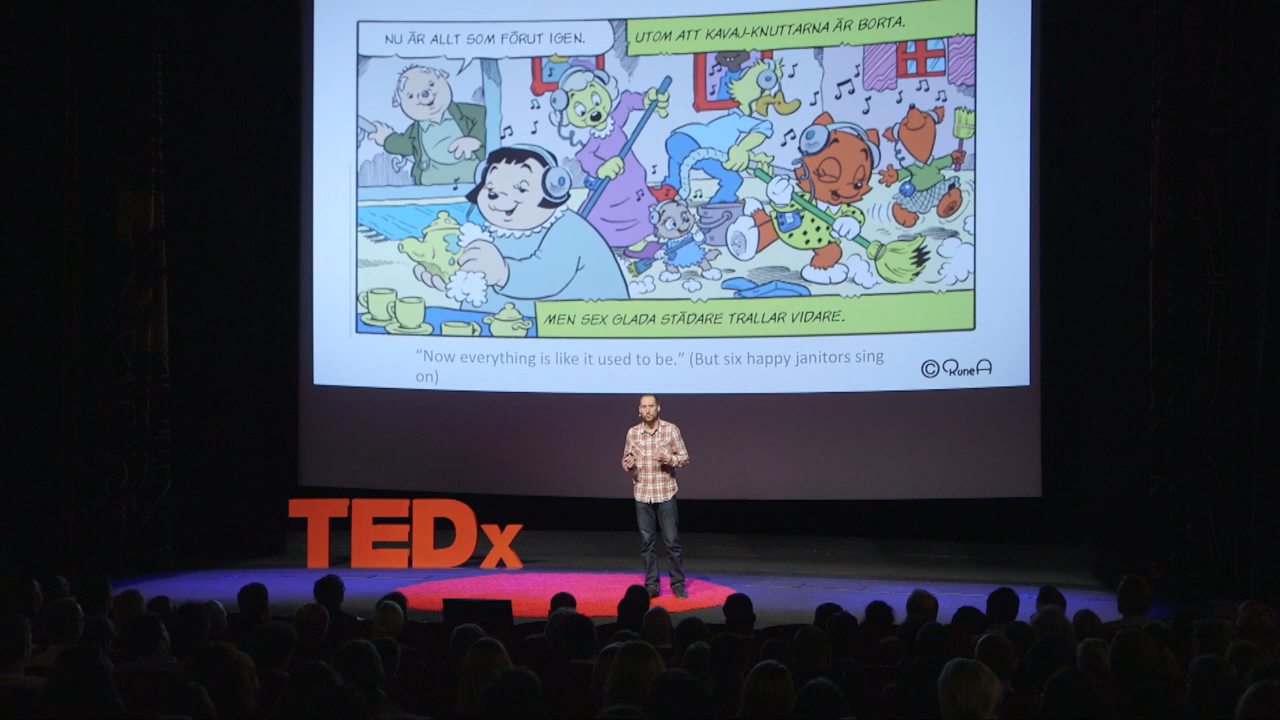 NU ÄR ALLT SOM FÖRUT IGEN.
UTOM ATT KAVAJ-KNUTTARNA ÄR BORTA.
MEN SEX GLADA STÄDARE TRALLAR VIDARE.
“Now everything is like it used to be.” (But six happy janitors sing
on)
© Rune A
TEDx